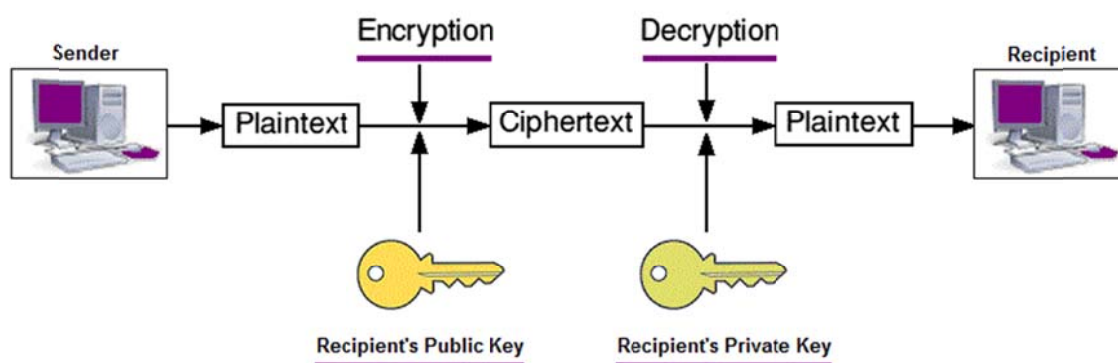 Encryption
Decryption
Sender
Recipient
Plaintext
Ciphertext
Plaintext
Recipient's Public Key
Recipient's Private Key